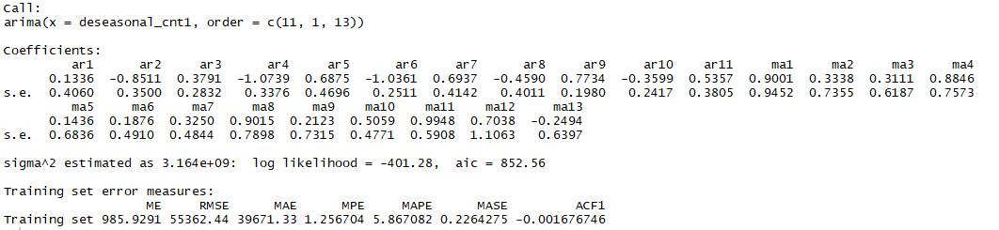 Call:
arima(x = deseasonal_cnt1, order = c(11, 1, 13))
Coefficients:
ar1 ar2 ar3 ar4 ar5 ar6 ar7 ar8 ar9 ar10 ar11 ma1 ma2 ma3 ma4
0.1336 -0.8511 0.3791 -1.0739 0.6875 -1.0361 0.6937 -0.4590 0.7734 -0.3599 0.5357 0.9001 0.3338 0.3111 0.8846
s.e. 0.4060 0.3500 0.2832 0.3376 0.4696 0.2511 0.4142 0.4011 0.1980 0.2417 0.3805 0.9452 0.7355 0.6187 0.7573
ma5 ma6 ma7 ma8 ma9 ma10 ma11 ma12 ma13
0.1436 0.1876 0.3250 0.9015 0.2123 0.5059 0.9948 0.7038 -0.2494
s.e. 0.6836 0.4910 0.4844 0.7898 0.7315 0.4771 0.5908 1.1063 0.6397
sigma^2 estimated as 3.164e+09: log likelihood = -401.28, aic = 852.56
Training set error measures:
ME RMSE MAE MPE MAPE MASE ACF1
Training set 985.9291 55362.44 39671.33 1.256704 5.867082 0.2264275 -0.001676746